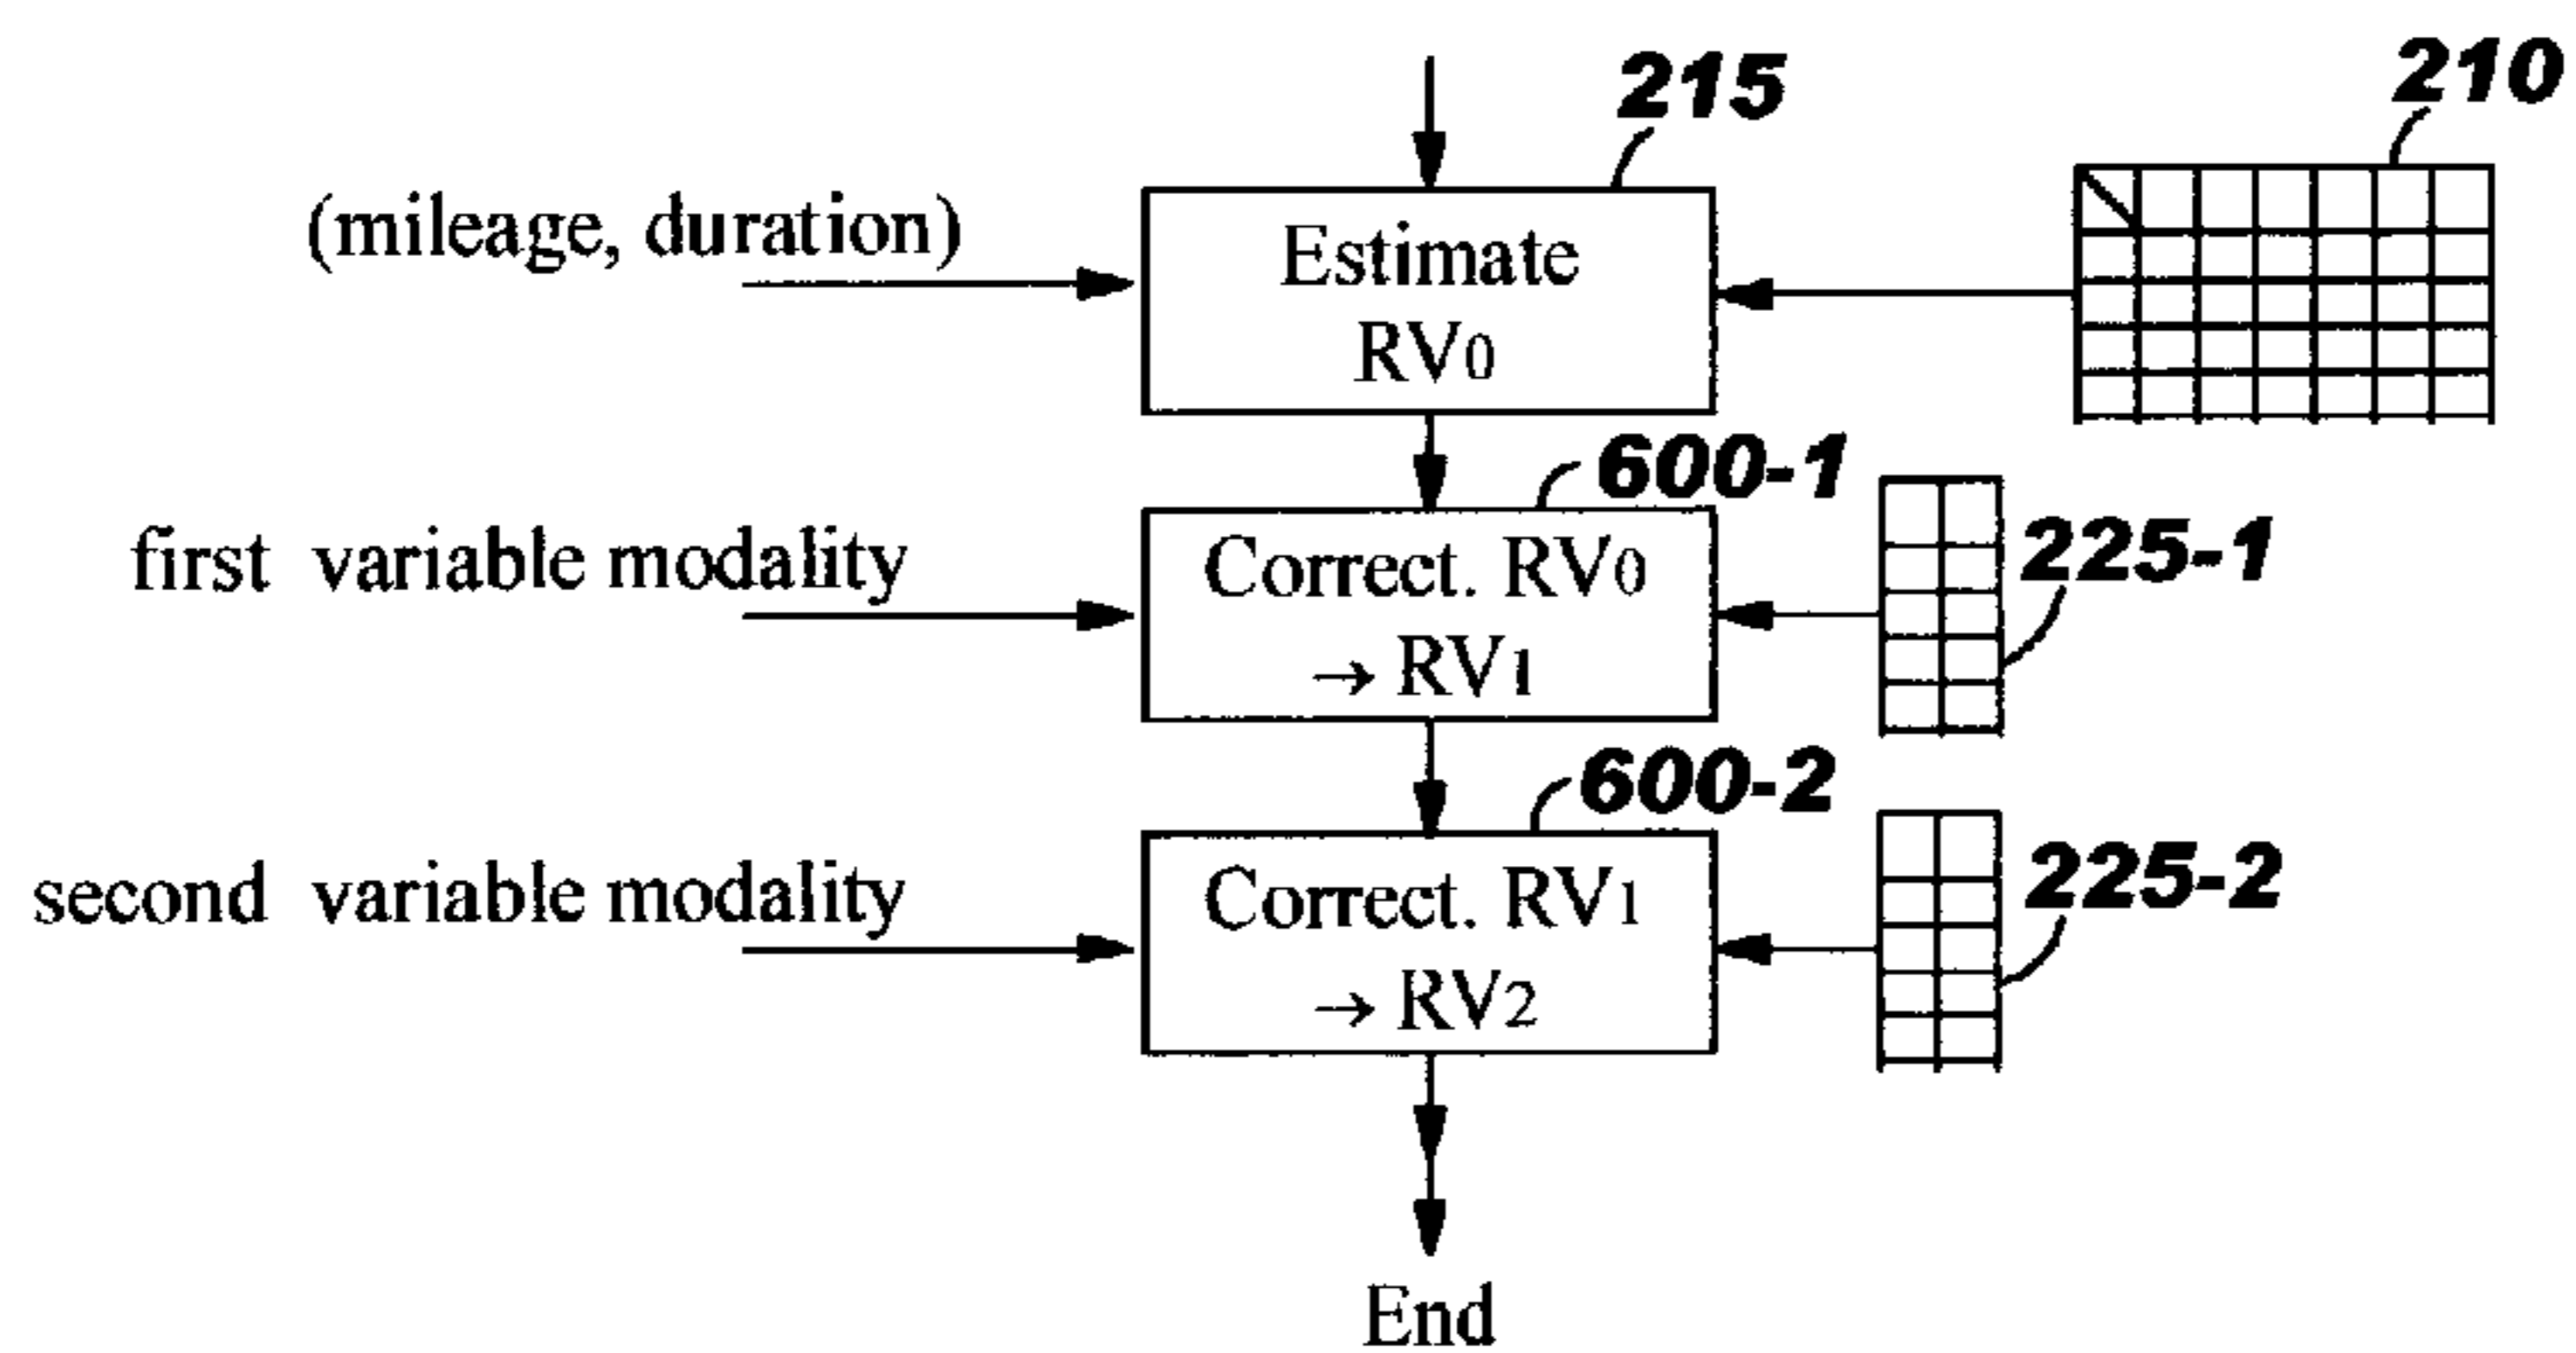 215
210
(mileage, duration)
Estimate
RV0
600-1
225-1
first variable modality
Correct. RV0
→ RV1
600-2
225-2
second variable modality
Correct. RV1
→ RV2
End